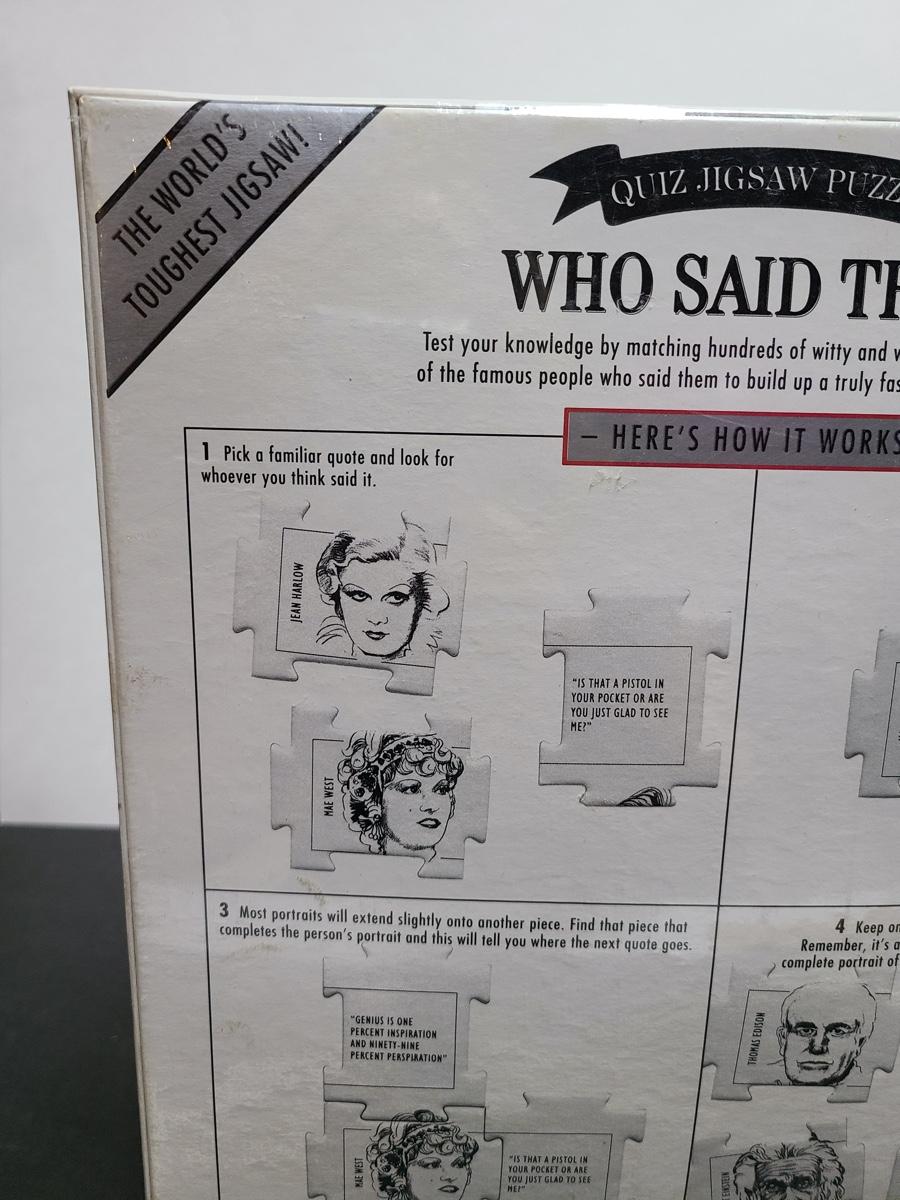 THE WORLD'S
TOUGHEST JIGSAW!
QUIZ JIGSAW
WHO SAID
Test your knowledge by matching hundreds of witty and
of the famous people who said them to build up a truly
— HERE'S HOW IT WORKS
1 Pick a familiar quote and look for
whoever you think said it.
JEAN HARLOW
"IS THAT A PISTOL IN
YOUR POCKET OR ARE
YOU JUST GLAD TO SEE
ME?"
MAE WEST
3 Most portraits will extend slightly onto another piece. Find that piece that
completes the person's portrait and this will tell you where the next quote goes.
"GENIUS IS ONE
PERCENT INSPIRATION
AND NINETY-NINE
PERCENT PERSPIRATION"
MAE WEST
"IS THAT A PISTOL IN
YOUR POCKET OR ARE
YOU JUST GLAD TO SEE
ME?"
4 Keep
Remember, it's a
complete portrait of
THOMAS EDISON
EINSTEIN